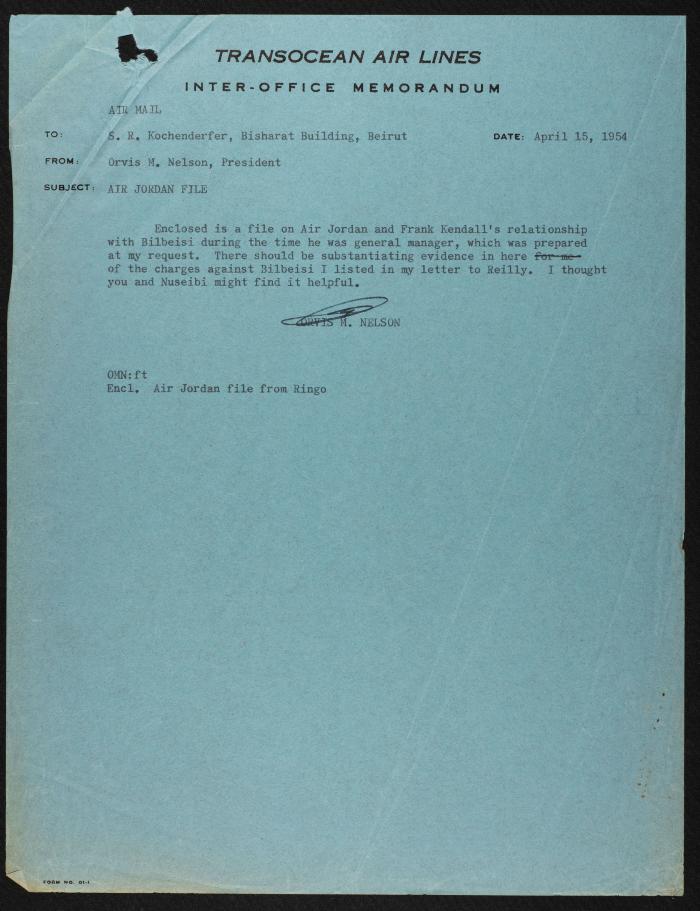 TRANSOCEAN AIR LINES
INTER-OFFICE MEMORANDUM
AIR MAIL
TO: S. R. Kochenderfer, Bisharat Building, Beirut DATE: April 15, 1954
FROM: Orvis M. Nelson, President
SUBJECT: AIR JORDAN FILE
Enclosed is a file on Air Jordan and Frank Kendall's relationship
with Bilbeisi during the time he was general manager, which was prepared
at my request. There should be substantiating evidence in here for me
of the charges against Bilbeisi I listed in my letter to Reilly. I thought
you and Nuseibi might find it helpful.
ORVIS M. NELSON
OMN:ft
Encl. Air Jordan file from Ringo
FORM NO. 01-1